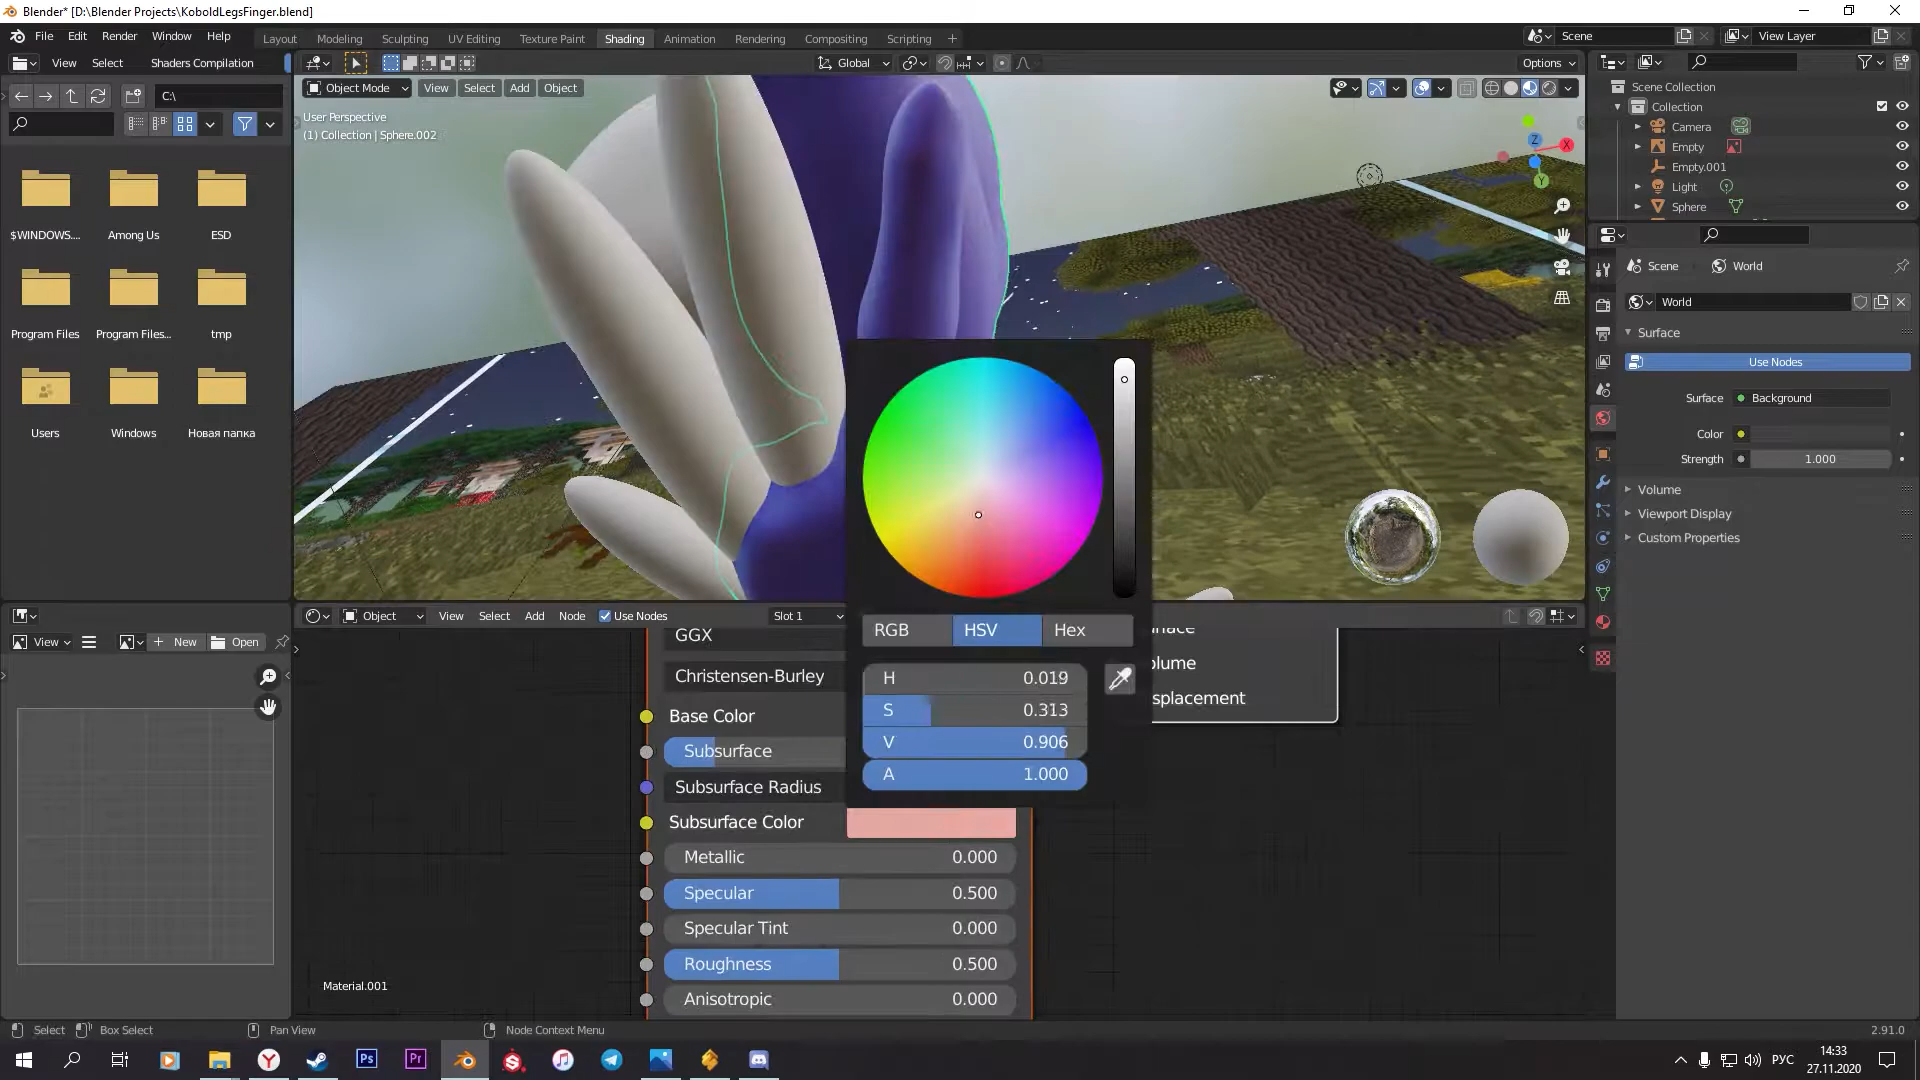 Blender* [D:\Blender Projects\KoboldLegsFinger.blend]
File Edit Render Window Help
Layout Modeling Sculpting UV Editing Texture Paint Shading Animation Rendering Compositing Scripting +
Scene
View Layer
View Select Shaders Compilation
Global
Options
C:\
Object Mode View Select Add Object
User Perspective
(1) Collection | Sphere.002
Z
X
Y
$WINDOWS....
Among Us
ESD
Program Files
Program Files...
tmp
Users
Windows
Новая папка
Scene Collection
Collection
Camera
Empty
Empty.001
Light
Sphere
Scene World
World
Surface
Use Nodes
Surface Background
Color
Strength 1.000
Volume
Viewport Display
Custom Properties
RGB HSV Hex
H 0.019
S 0.313
V 0.906
A 1.000
View New Open
Object View Select Add Node Use Nodes Slot 1
GGX
Christensen-Burley
Base Color
Subsurface
Subsurface Radius
Subsurface Color
Metallic 0.000
Specular 0.500
Specular Tint 0.000
Roughness 0.500
Anisotropic 0.000
olume
splacement
Material.001
Select Box Select Pan View Node Context Menu 2.91.0
Ps
Pr
РУС
14:33
27.11.2020